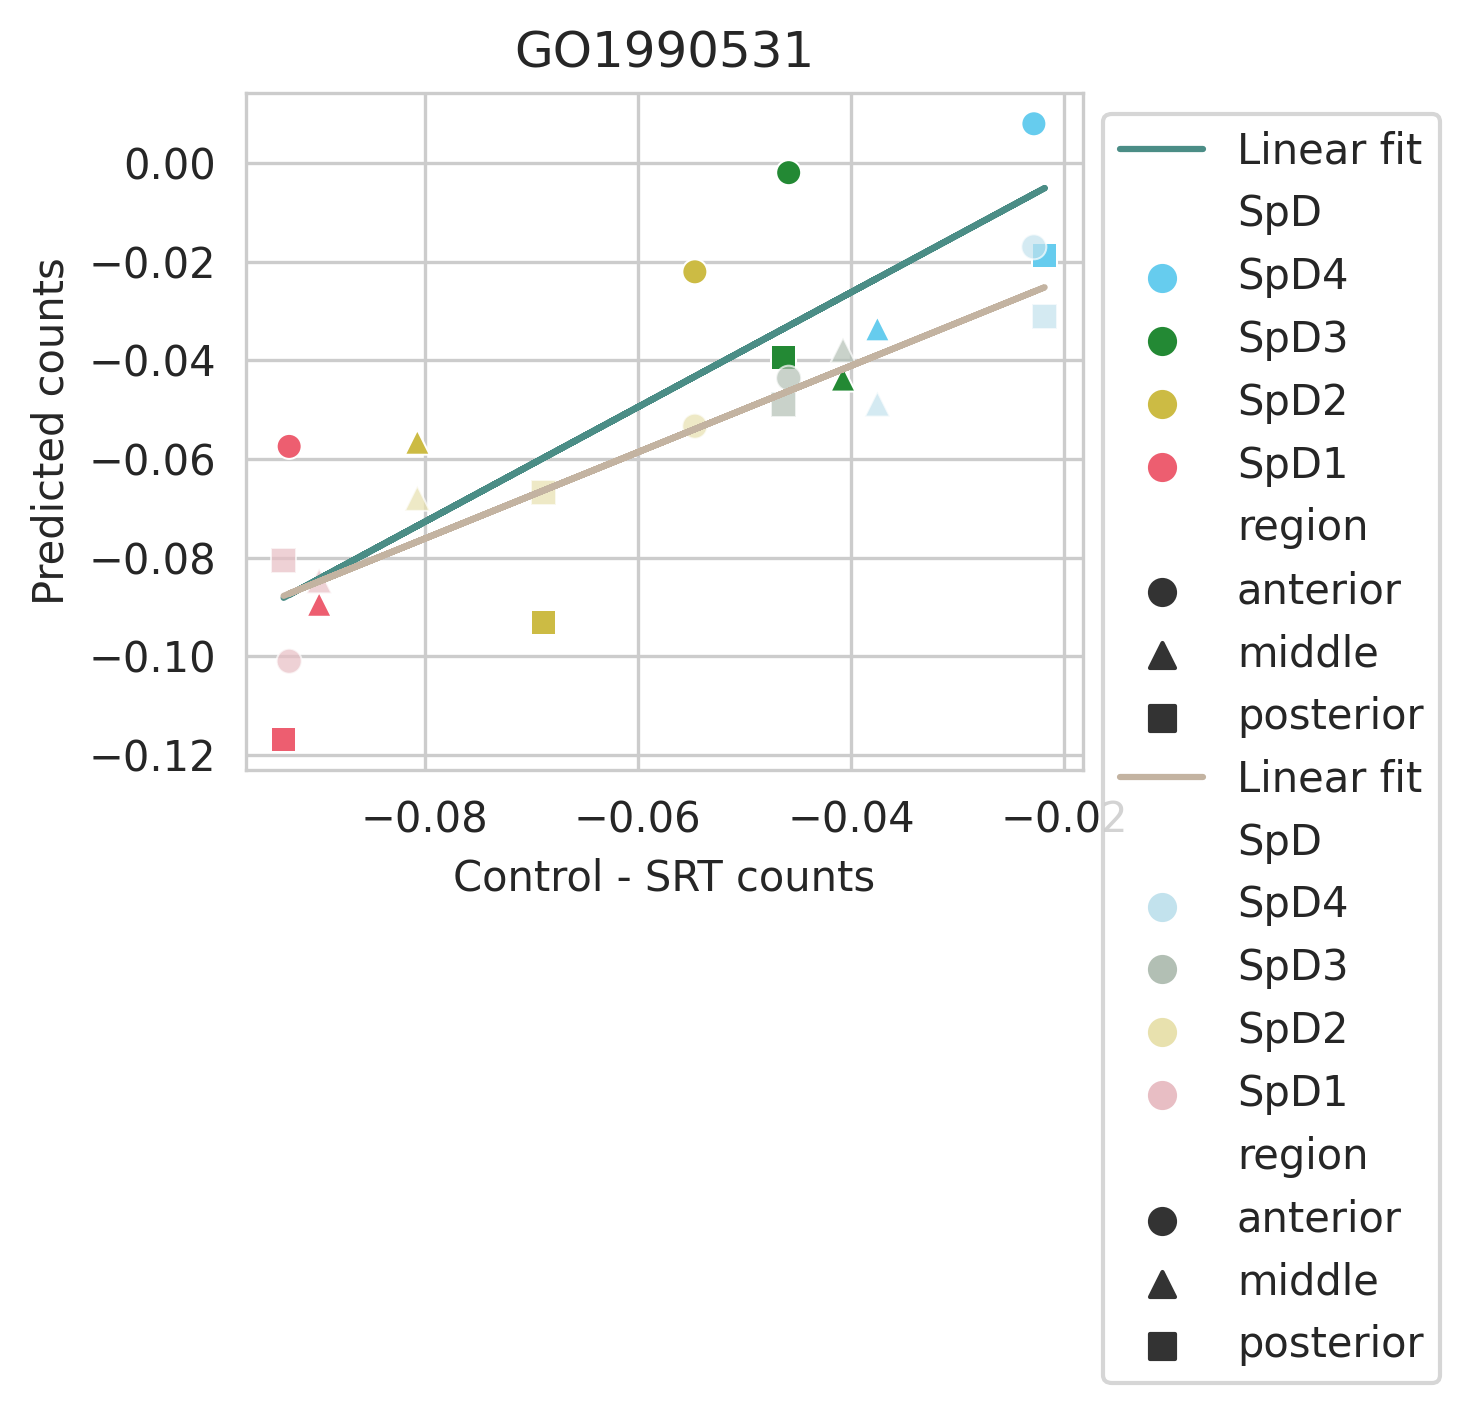 GO1990531
Predicted counts
0.00
−0.02
−0.04
−0.06
−0.08
−0.10
−0.12
−0.08 −0.06 −0.04 −0.02
Control - SRT counts
Linear fit
SpD
SpD4
SpD3
SpD2
SpD1
region
anterior
middle
posterior
Linear fit
SpD
SpD4
SpD3
SpD2
SpD1
region
anterior
middle
posterior